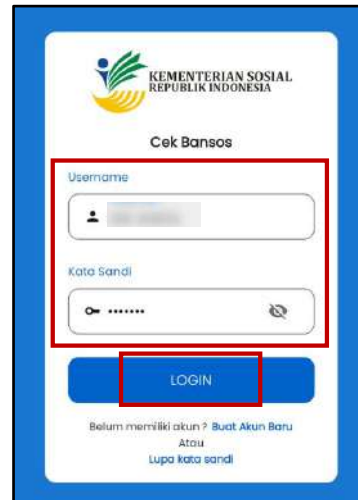 KEMENTERIAN SOSIAL
REPUBLIK INDONESIA
Cek Bansos
Username
Kata Sandi
•••••••
LOGIN
Belum memiliki akun ? Buat Akun Baru
Atau
Lupa kata sandi